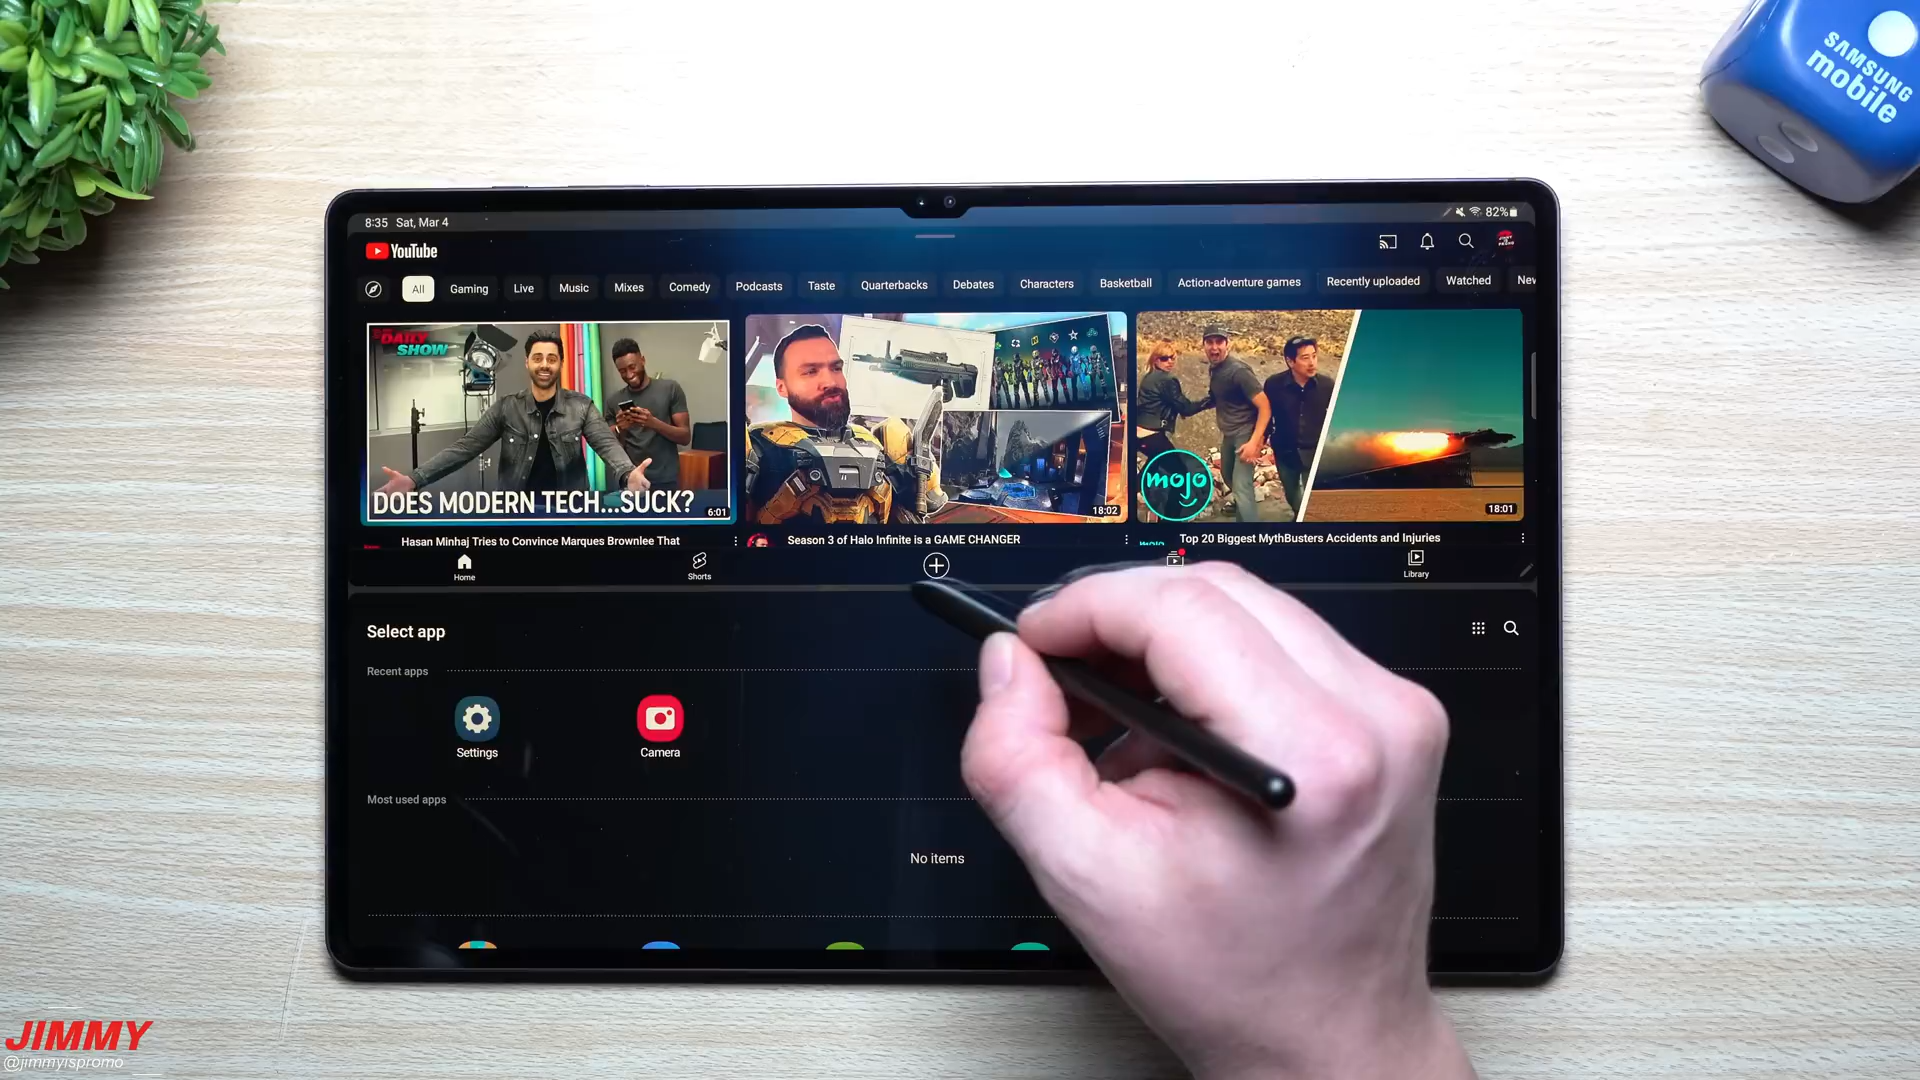 SAMSUNG
mobile
8:35 Sat, Mar 4
82%
YouTube
All
Gaming
Live
Music
Mixes
Comedy
Podcasts
Taste
Quarterbacks
Debates
Characters
Basketball
Action-adventure games
Recently uploaded
Watched
New
DAILY
SHOW
DOES MODERN TECH...SUCK?
6:01
18:02
mojo
18:01
Hasan Minhaj Tries to Convince Marques Brownlee That
Season 3 of Halo Infinite is a GAME CHANGER
Top 20 Biggest MythBusters Accidents and Injuries
Home
Shorts
Library
Select app
Recent apps
Settings
Camera
Most used apps
No items
JIMMY
@jimmyispromo